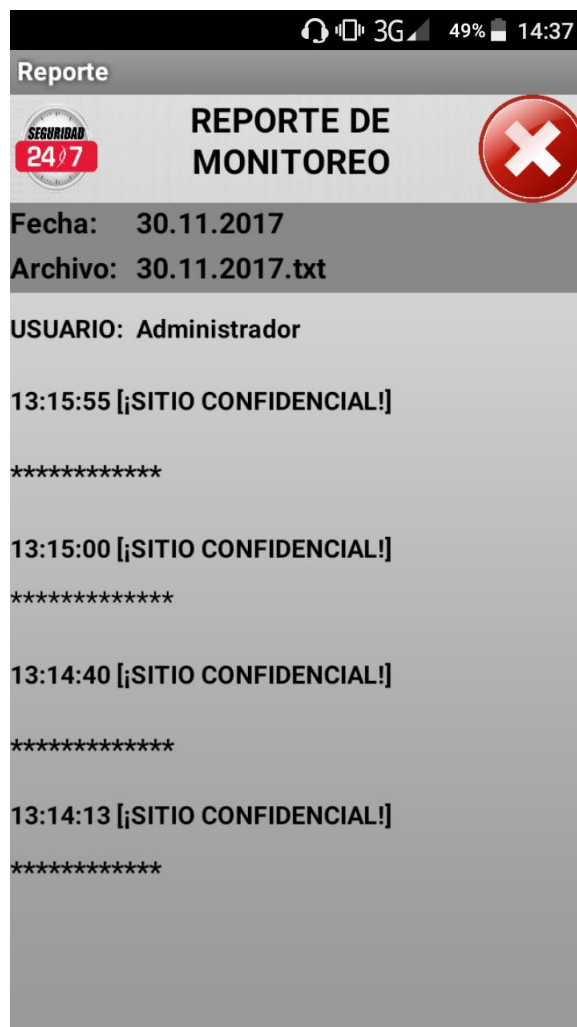 3G 49% 14:37
Reporte
SEGURIDAD
24 7
REPORTE DE
MONITOREO
Fecha: 30.11.2017
Archivo: 30.11.2017.txt
USUARIO: Administrador
13:15:55 [¡SITIO CONFIDENCIAL!]
************
13:15:00 [¡SITIO CONFIDENCIAL!]
*************
13:14:40 [¡SITIO CONFIDENCIAL!]
*************
13:14:13 [¡SITIO CONFIDENCIAL!]
************